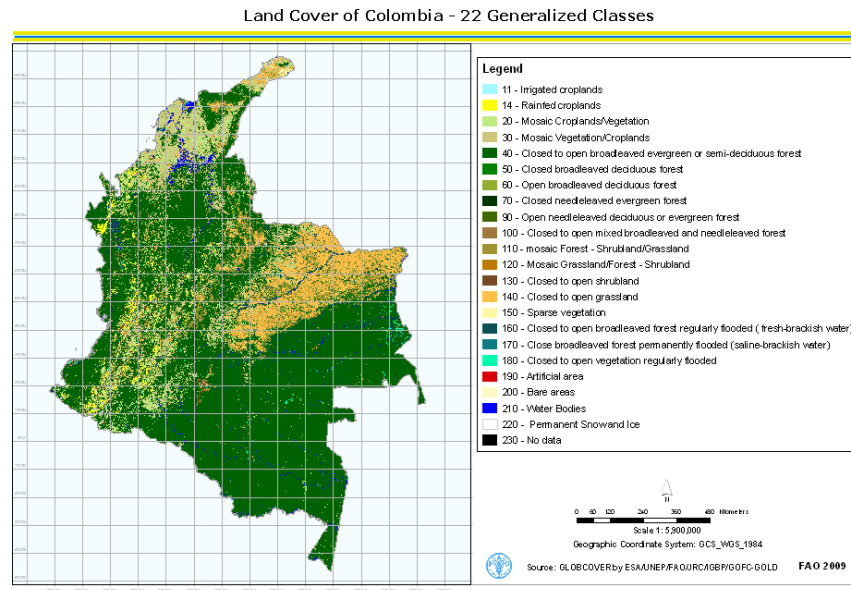 Land Cover of Colombia - 22 Generalized Classes
Legend
11 - Irrigated croplands
14 - Rainfed croplands
20 - Mosaic Croplands/Vegetation
30 - Mosaic Vegetation/Croplands
40 - Closed to open broadleaved evergreen or semi-deciduous forest
50 - Closed broadleaved deciduous forest
60 - Open broadleaved deciduous forest
70 - Closed needleleaved evergreen forest
90 - Open needleleaved deciduous or evergreen forest
100 - Closed to open mixed broadleaved and needleleaved forest
110 - mosaic Forest - Shrubland/Grassland
120 - Mosaic Grassland/Forest - Shrubland
130 - Closed to open shrubland
140 - Closed to open grassland
150 - Sparse vegetation
160 - Closed to open broadleaved forest regularly flooded ( fresh-brackish water)
170 - Close broadleaved forest permanently flooded (saline-brackish water)
180 - Closed to open vegetation regularly flooded
190 - Artificial area
200 - Bare areas
210 - Water Bodies
220 - Permanent Snowand Ice
230 - No data
N
0 60 120 240 360 480 Kilometers
Scale 1: 5,900,000
Geographic Coordinate System: GCS_WGS_1984
Source: GLOBCOVER by ESA/UNEP/FAO/JRC/IGBP/GOFC-GOLD FAO 2009